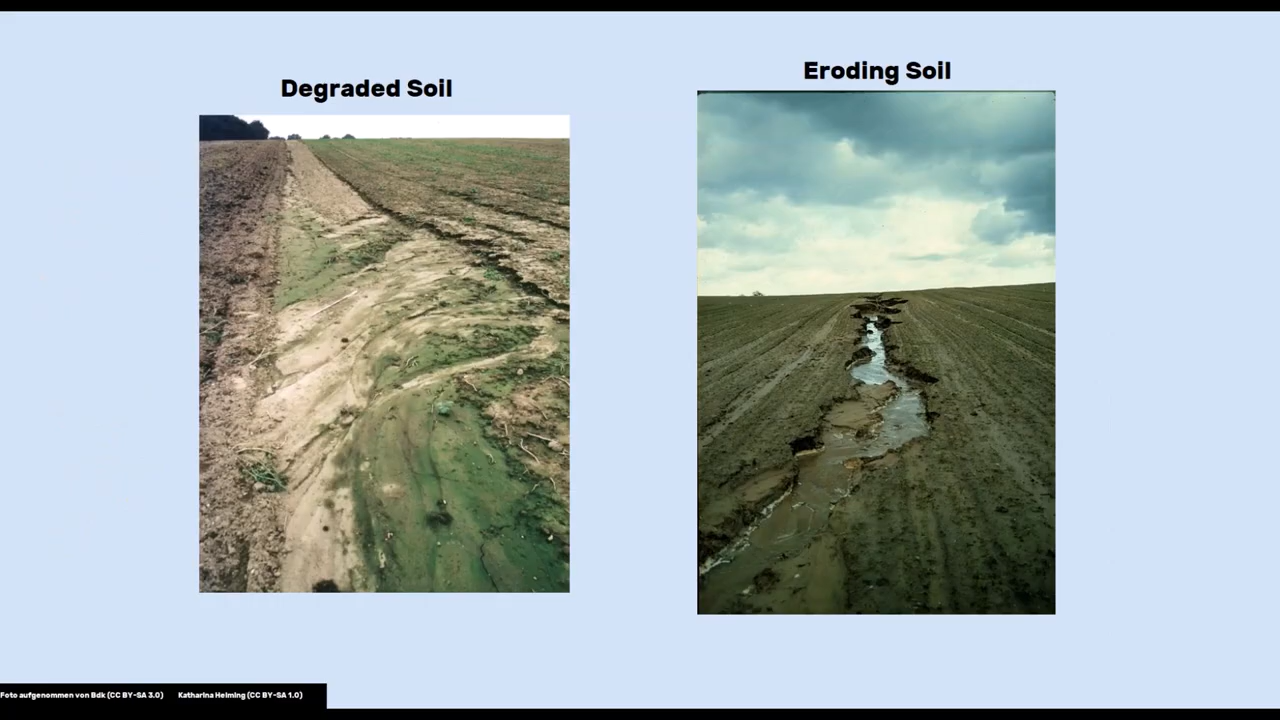 Degraded Soil
Eroding Soil
Foto aufgenommen von Bdk (CC BY-SA 3.0) Katharina Helming (CC BY-SA 1.0)